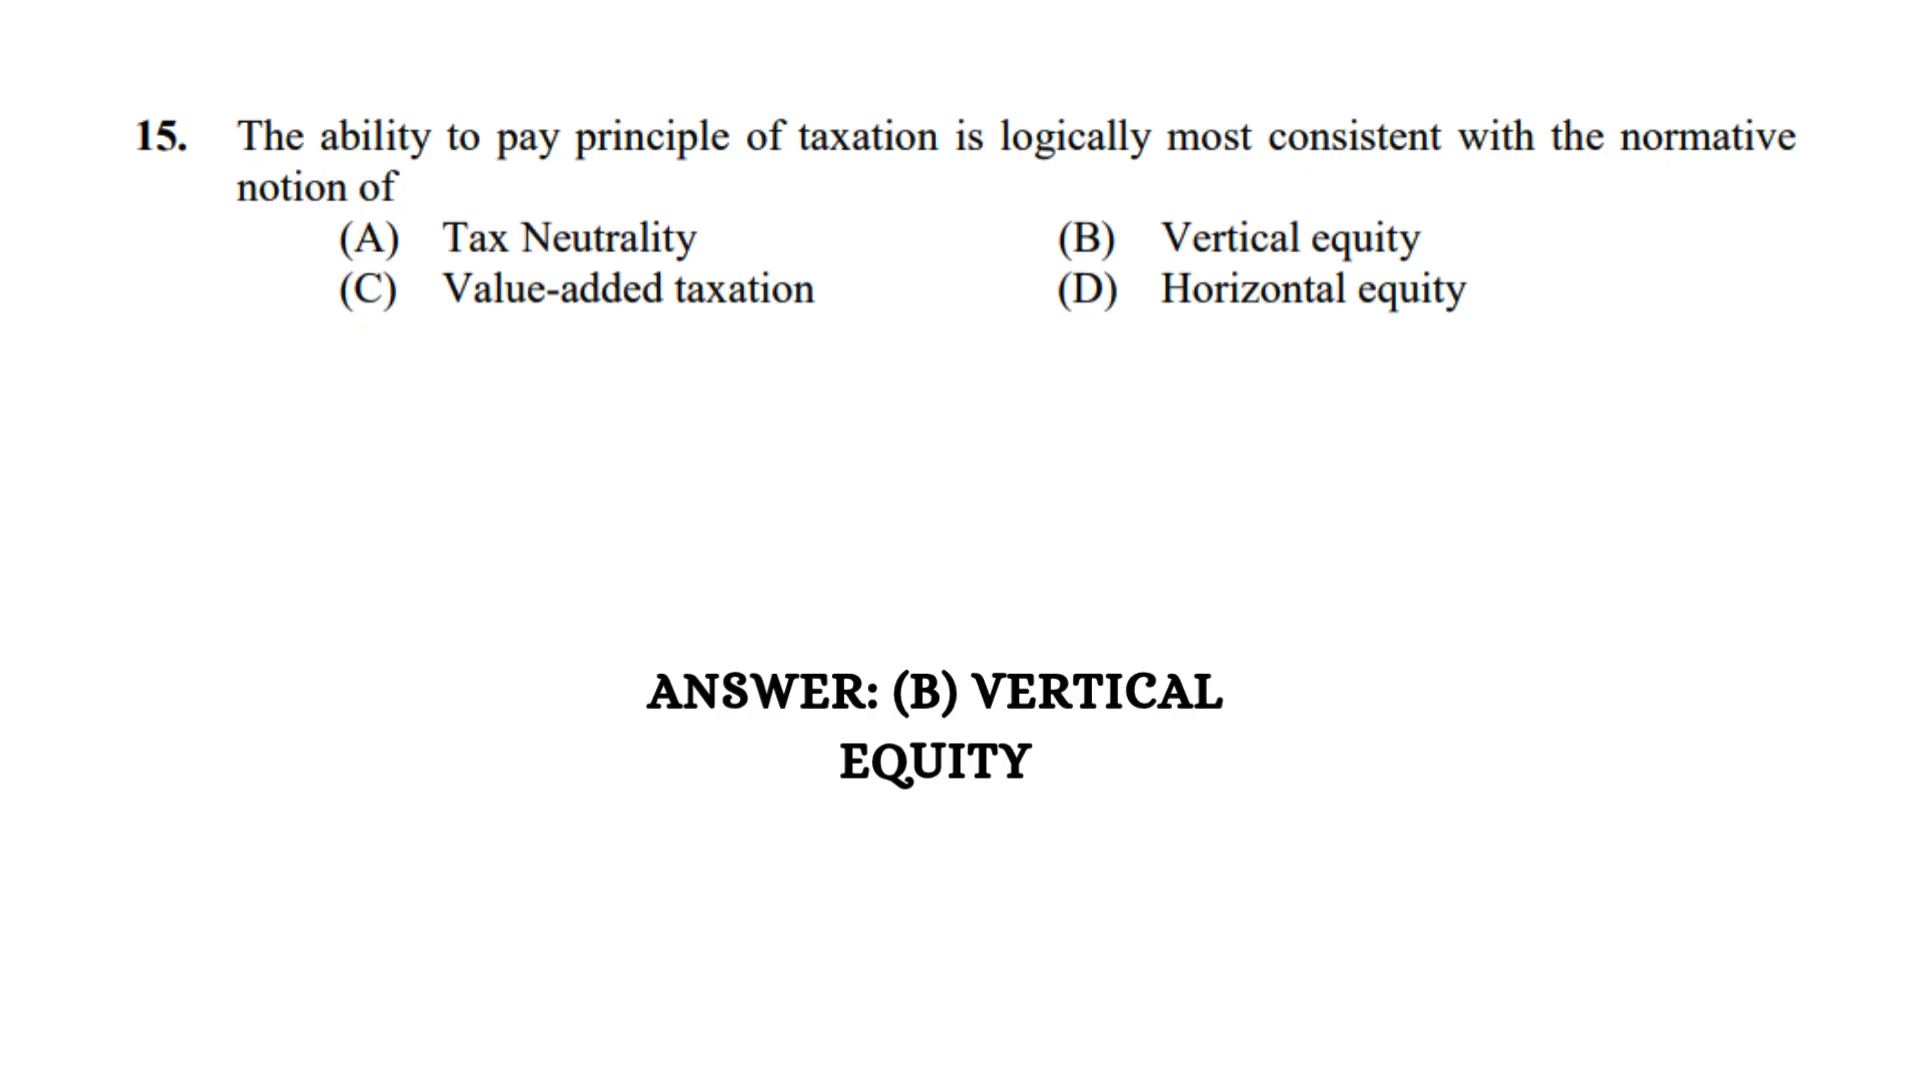 15. The ability to pay principle of taxation is logically most consistent with the normative
notion of
(A) Tax Neutrality (B) Vertical equity
(C) Value-added taxation (D) Horizontal equity
ANSWER: (B) VERTICAL
EQUITY